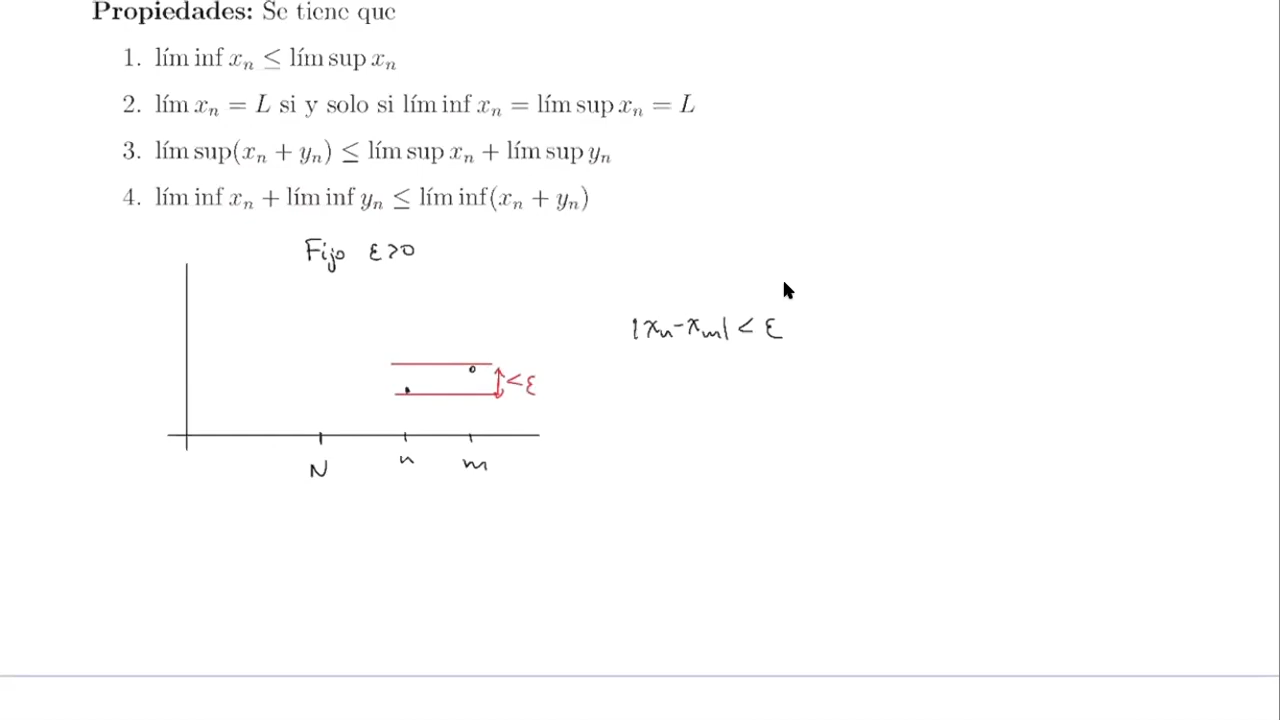 Propiedades: Se tiene que
1. lím inf xₙ ≤ lím sup xₙ
2. lím xₙ = L si y solo si lím inf xₙ = lím sup xₙ = L
3. lím sup(xₙ + yₙ) ≤ lím sup xₙ + lím sup yₙ
4. lím inf xₙ + lím inf yₙ ≤ lím inf(xₙ + yₙ)
Fijo ε>0
|xₙ-xₘ| < ε
<ε
N n m